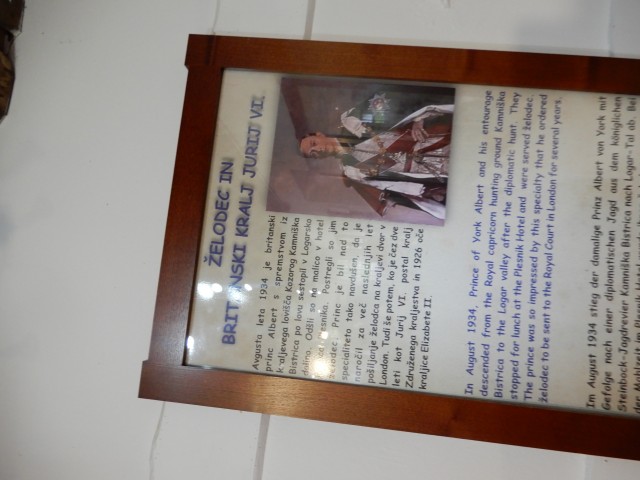 ŽELODEC IN
BRITANSKI KRALJ JURIJ VI.
Avgusta leta 1934 je britanski
princ Albert s spremstvom iz
kraljevega lovišča Kozorog Kamniška
Bistrica po lovu sestopil v Logarsko
dolino. Odšli so na malico v hotel
Plesnika. Postregli so jim
želodec. Princ je bil nad to
specialiteto tako navdušen, da je
naročil za več naslednjih let
pošiljanje želodca na kraljevi dvor v
London. Tudi še potem, ko je čez dve
leti kot Jurij VI. postal kralj
Združenega kraljestva in 1926 oče
kraljice Elizabete II.
In August 1934, Prince of York Albert and his entourage
descended from the Royal capricorn hunting ground Kamniška
Bistrica to the Logar valley after the diplomatic hunt. They
stopped for lunch at the Plesnik Hotel and were served želodec.
The prince was so impressed by this specialty that he ordered
želodec to be sent to the Royal Court in London for several years.
Im August 1934 stieg der damalige Prinz Albert von York mit
Gefolge nach einer diplomatischen Jagd aus dem königlichen
Steinbock-Jagdrevier Kamniška Bistrica nach Logar-Tal ab. Bei